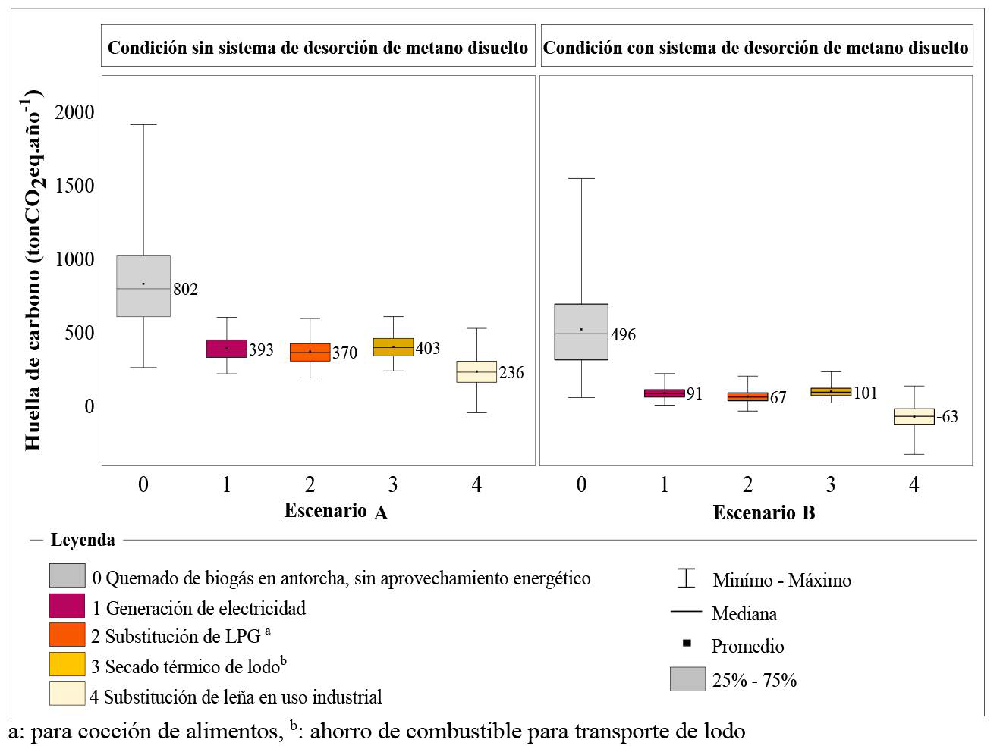 Condición sin sistema de desorción de metano disuelto
Condición con sistema de desorción de metano disuelto
Huella de carbono (tonCO2eq.año-1)
2000
1500
1000
500
0
802
393
370
403
236
496
91
67
101
-63
0 1 2 3 4
0 1 2 3 4
Escenario A
Escenario B
Leyenda
0 Quemado de biogás en antorcha, sin aprovechamiento energético
1 Generación de electricidad
2 Substitución de LPG a
3 Secado térmico de lodob
4 Substitución de leña en uso industrial
Minímo - Máximo
Mediana
Promedio
25% - 75%
a: para cocción de alimentos, b: ahorro de combustible para transporte de lodo